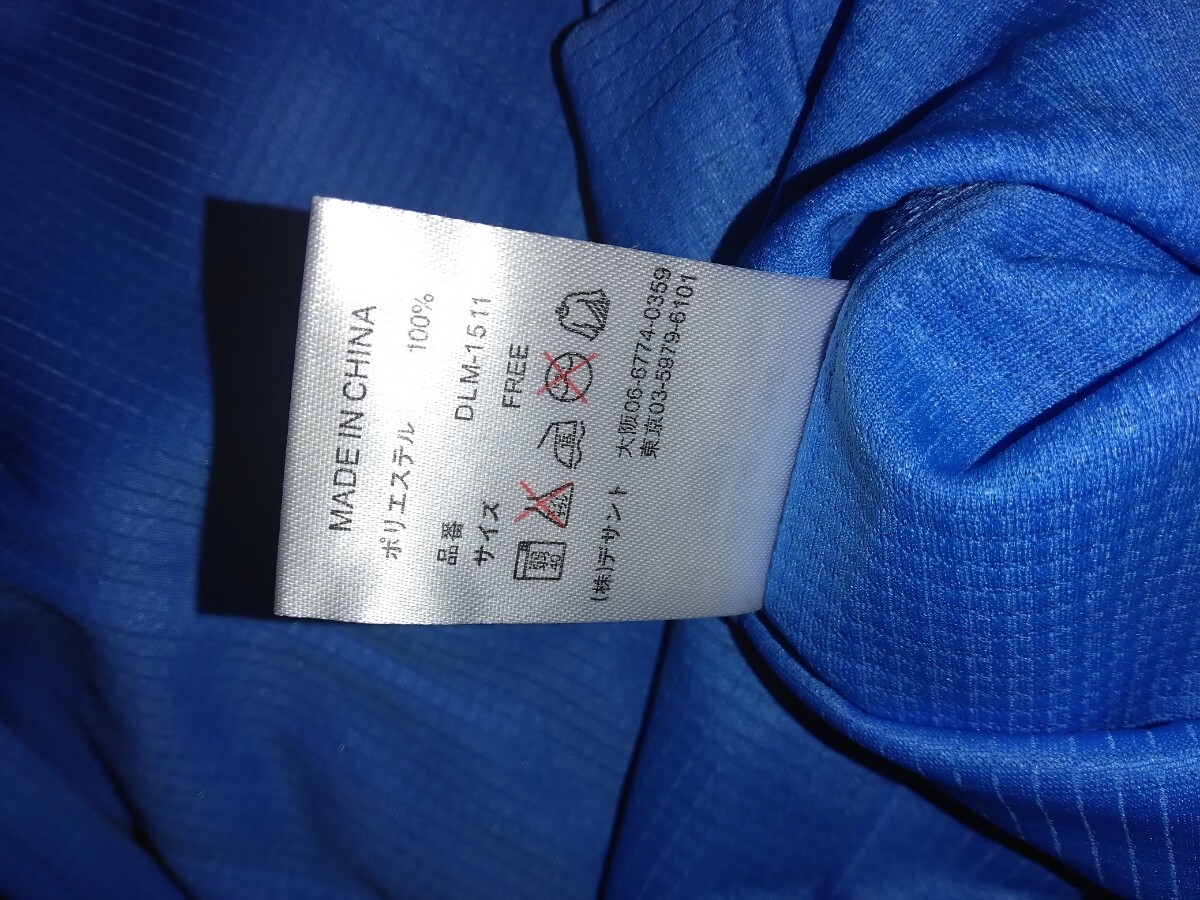 MADE IN CHINA
ポリエステル 100%
品番 DLM-1511
サイズ FREE
(株)デサント
大阪06-6774-0359
東京03-5979-6101